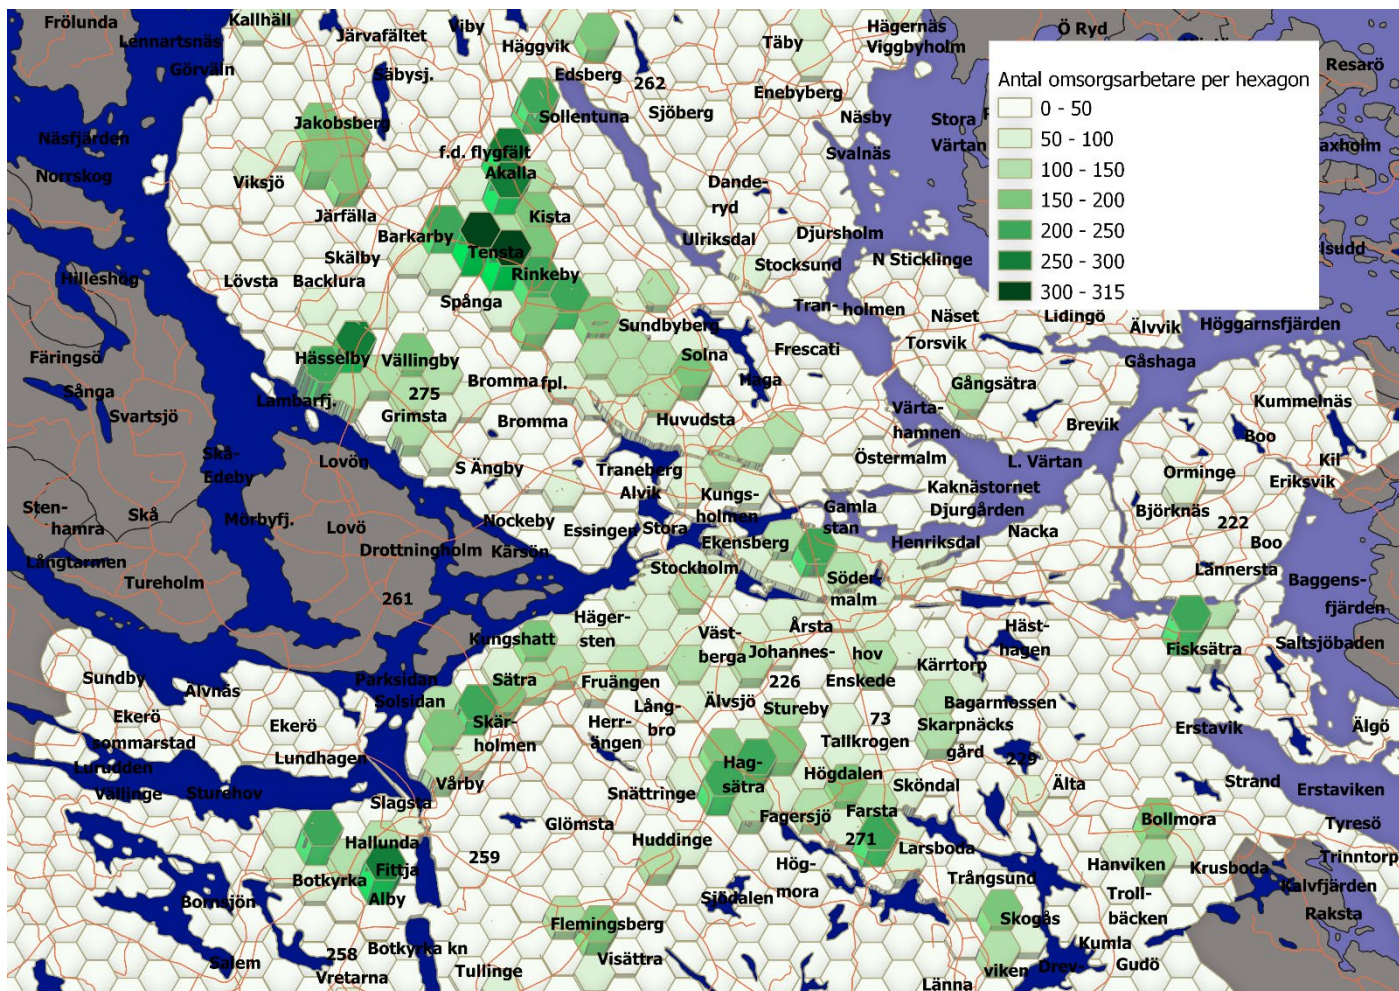 Frölunda
Kallhäll
Lennartsnäs
Järvafältet
Viby
Häggvik
Täby
Hägernäs
Viggbyholm
Ö Ryd
Resarö
Görväln
Säbysj.
Edsberg
262
Enebyberg
Antal omsorgsarbetare per hexagon
0 - 50
50 - 100
100 - 150
150 - 200
200 - 250
250 - 300
300 - 315
Näsfjärden
Jakobsberg
Sollentuna
Sjöberg
Näsby
Stora
Värtan
axholm
Norrskog
f.d. flygfält
Akalla
Svalnäs
Viksjö
Dande-
ryd
Järfälla
Kista
Barkarby
Tensta
Ulriksdal
Djursholm
N Sticklinge
lsudd
Hilleshög
Skälby
Lövsta
Backlura
Rinkeby
Stocksund
Spånga
Tran-
holmen
Näset
Lidingö
Älvvik
Höggarnsfjärden
Sundbyberg
Färingsö
Hässelby
Vällingby
Solna
Frescati
Torsvik
Gåshaga
Sånga
Svartsjö
Lambarfj.
275
Bromma fpl.
Haga
Gångsätra
Kummelnäs
Grimsta
Bromma
Huvudsta
Värta-
hamnen
Brevik
Boo
Skå-
Edeby
Lovön
S Ängby
Traneberg
Östermalm
L. Värtan
Orminge
Kil
Eriksvik
Sten-
hamra
Skå
Mörbyfj.
Lovö
Nockeby
Alvik
Kungs-
holmen
Gamla
stan
Kaknästornet
Djurgården
Björknäs
222
Långtarmen
Drottningholm
Kärsön
Essingen
Stora
Ekensberg
Henriksdal
Nacka
Boo
Tureholm
Stockholm
Söder-
malm
Lännersta
Baggens-
fjärden
261
Häger-
sten
Kungshatt
Väst-
berga
Årsta
Johannes-
hov
Häst-
hagen
Fisksätra
Saltsjöbaden
Sundby
Älvnäs
Parksidan
Solsidan
Sätra
Fruängen
226
Enskede
Kärrtorp
Ekerö
sommarstad
Ekerö
Skär-
holmen
Herr-
ängen
Lång-
bro
Älvsjö
Stureby
73
Bagarmossen
Skarpnäcks
gård
Erstavik
Älgö
Lundhagen
Tallkrogen
Lurudden
Vårby
Hag-
sätra
Högdalen
Sköndal
229
Strand
Vällinge
Sturehov
Slagsta
Snättringe
Älta
Erstaviken
Glömsta
Fagersjö
Farsta
Bollmora
Tyresö
Hallunda
Huddinge
271
Larsboda
Fittja
259
Hög-
mora
Hanviken
Krusboda
Trinntorp
Botkyrka
Alby
Sjödalen
Trångsund
Troll-
bäcken
Kalvfjärden
Bornsjön
Raksta
Flemingsberg
Skogås
258
Botkyrka kn
Visättra
Kumla
Salem
Vretarna
Tullinge
Länna
viken
Drev-
Gudö